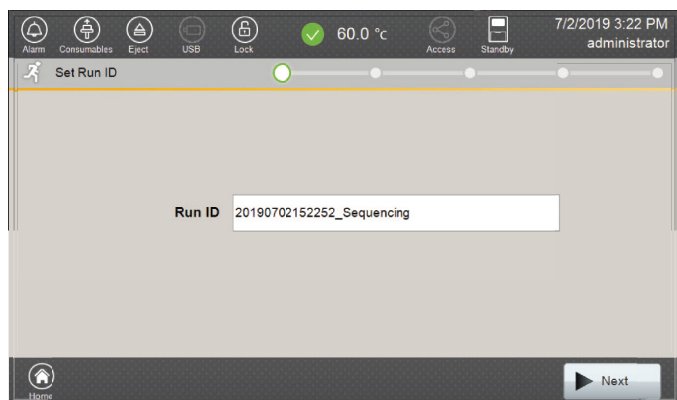 Alarm Consumables Eject USB Lock 60.0 °c Access Standby 7/2/2019 3:22 PM
administrator
Set Run ID
Run ID 20190702152252_Sequencing
Home Next